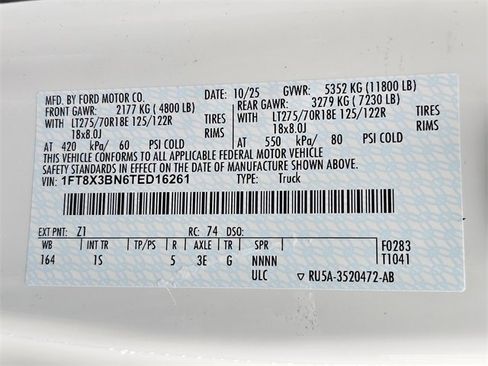 MFD. BY FORD MOTOR CO. DATE: 10/25 GVWR: 5352 KG (11800 LB)
FRONT GAWR: 2177 KG (4800 LB) REAR GAWR: 3279 KG (7230 LB)
WITH LT275/70R18E 125/122R WITH LT275/70R18E 125/122R
18x8.0J 18x8.0J
AT 420 kPa/ 60 PSI COLD AT 550 kPa/ 80 PSI COLD
THIS VEHICLE CONFORMS TO ALL APPLICABLE FEDERAL MOTOR VEHICLE
SAFETY STANDARDS IN EFFECT ON THE DATE OF MANUFACTURE SHOWN ABOVE.
VIN: 1FT8X3BN6TED16261 TYPE: Truck
EXT PNT: Z1 RC: 74 DSO:
WB INT TR TP/PS R AXLE TR SPR F0283
164 1S 5 3E G NNNN T1041
ULC ▽ RU5A-3520472-AB